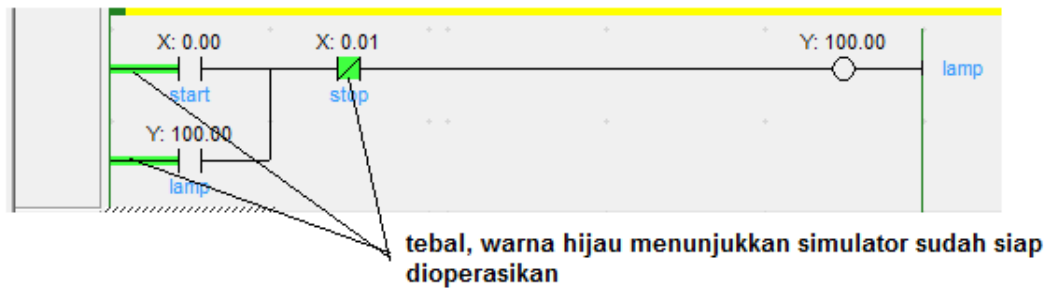 X: 0.00 X: 0.01 Y: 100.00
lamp
start stop
Y: 100.00
lamp
tebal, warna hijau menunjukkan simulator sudah siap
dioperasikan